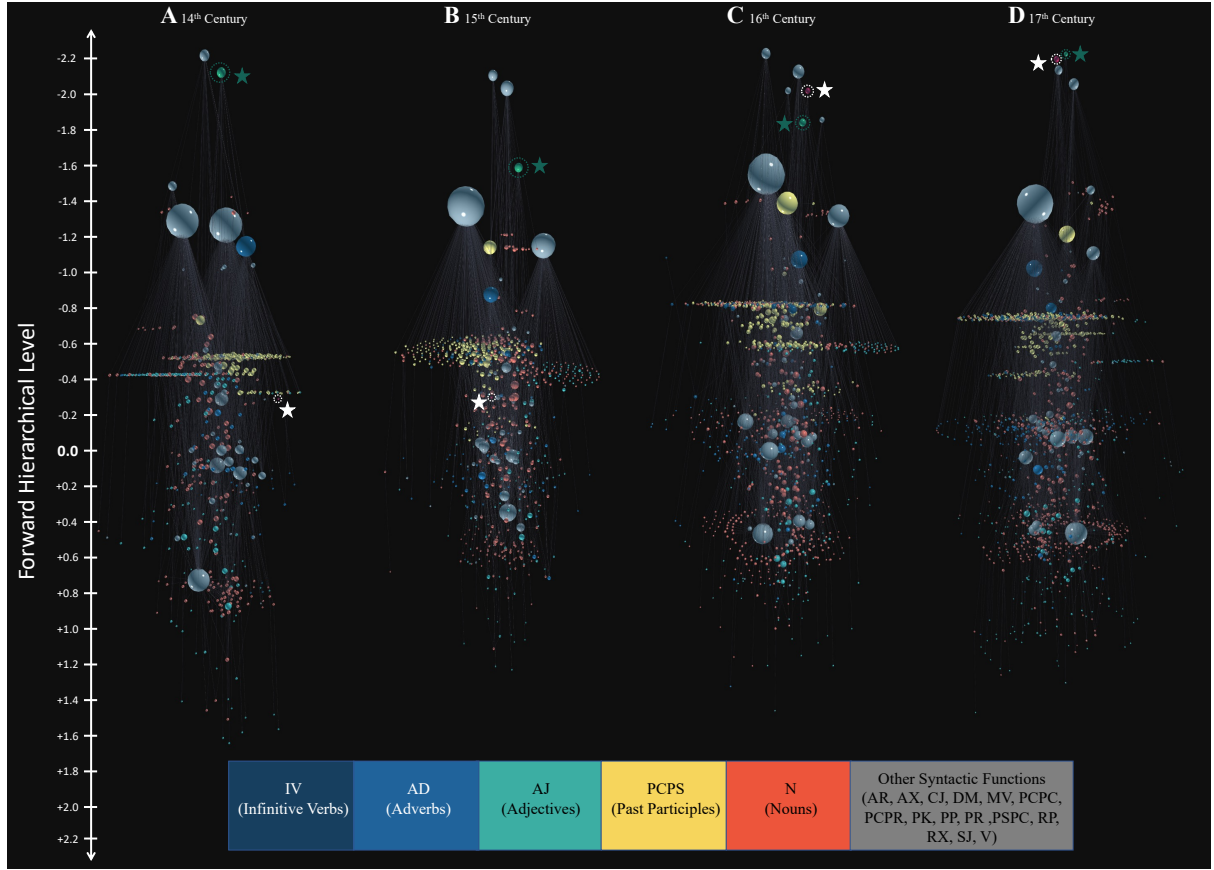 A 14th Century
B 15th Century
C 16th Century
D 17th Century
Forward Hierarchical Level
-2.2
-2.0
-1.8
-1.6
-1.4
-1.2
-1.0
-0.8
-0.6
-0.4
-0.2
0.0
+0.2
+0.4
+0.6
+0.8
+1.0
+1.2
+1.4
+1.6
+1.8
+2.0
+2.2
IV
(Infinitive Verbs)
AD
(Adverbs)
AJ
(Adjectives)
PCPS
(Past Participles)
N
(Nouns)
Other Syntactic Functions
(AR, AX, CJ, DM, MV, PCPC,
PCPR, PK, PP, PR ,PSPC, RP,
RX, SJ, V)